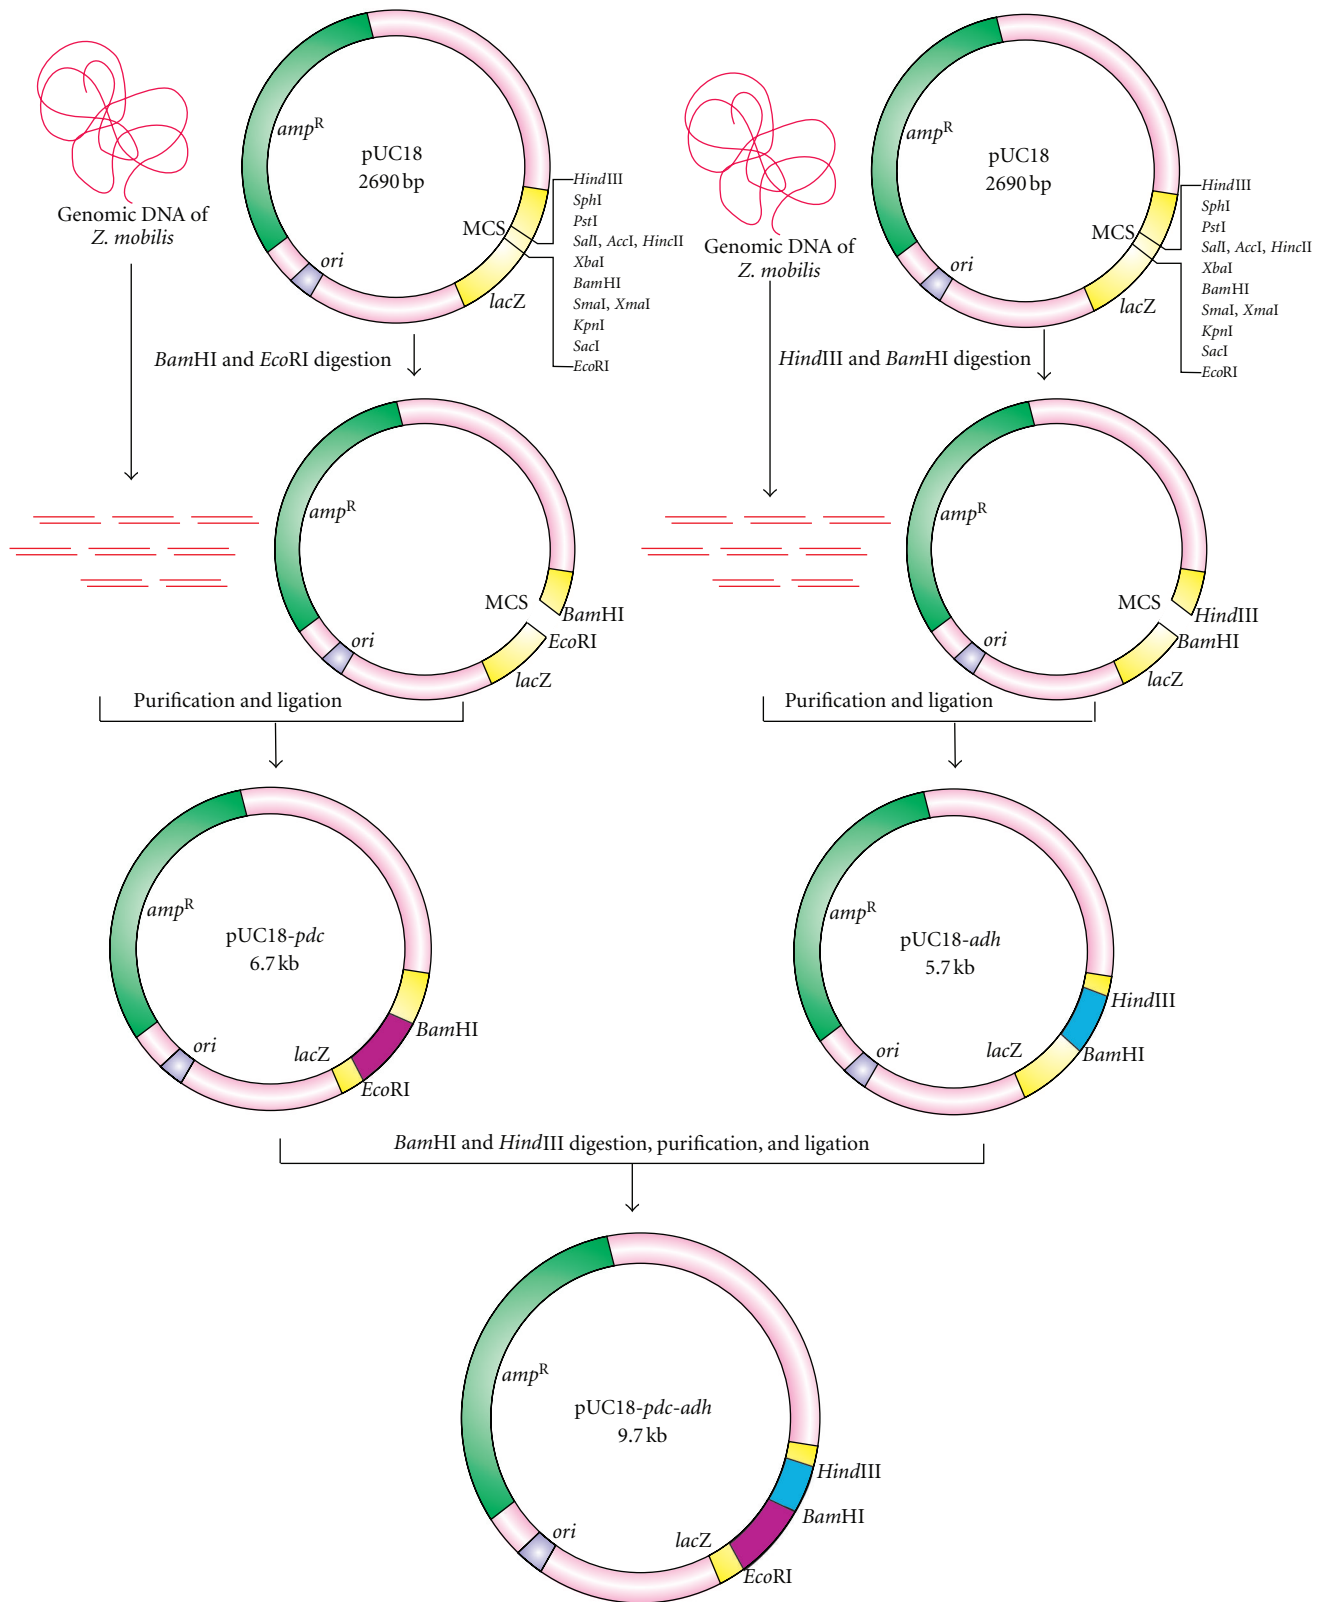 Genomic DNA of
Z. mobilis
ampR
pUC18
2690 bp
MCS
ori
lacZ
HindIII
SphI
PstI
SalI, AccI, HincII
XbaI
BamHI
SmaI, XmaI
KpnI
SacI
EcoRI
BamHI and EcoRI digestion
Genomic DNA of
Z. mobilis
ampR
pUC18
2690 bp
MCS
ori
lacZ
HindIII
SphI
PstI
SalI, AccI, HincII
XbaI
BamHI
SmaI, XmaI
KpnI
SacI
EcoRI
HindIII and BamHI digestion
ampR
MCS
BamHI
EcoRI
ori
lacZ
Purification and ligation
ampR
MCS
HindIII
BamHI
ori
lacZ
Purification and ligation
ampR
pUC18-pdc
6.7 kb
BamHI
ori
lacZ
EcoRI
ampR
pUC18-adh
5.7 kb
HindIII
BamHI
ori
lacZ
BamHI and HindIII digestion, purification, and ligation
ampR
pUC18-pdc-adh
9.7 kb
HindIII
BamHI
ori
lacZ
EcoRI